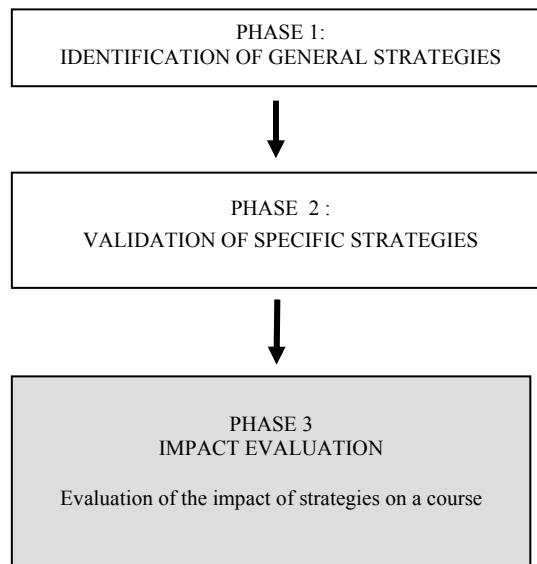 PHASE 1:
IDENTIFICATION OF GENERAL STRATEGIES
PHASE 2 :
VALIDATION OF SPECIFIC STRATEGIES
PHASE 3
IMPACT EVALUATION
Evaluation of the impact of strategies on a course